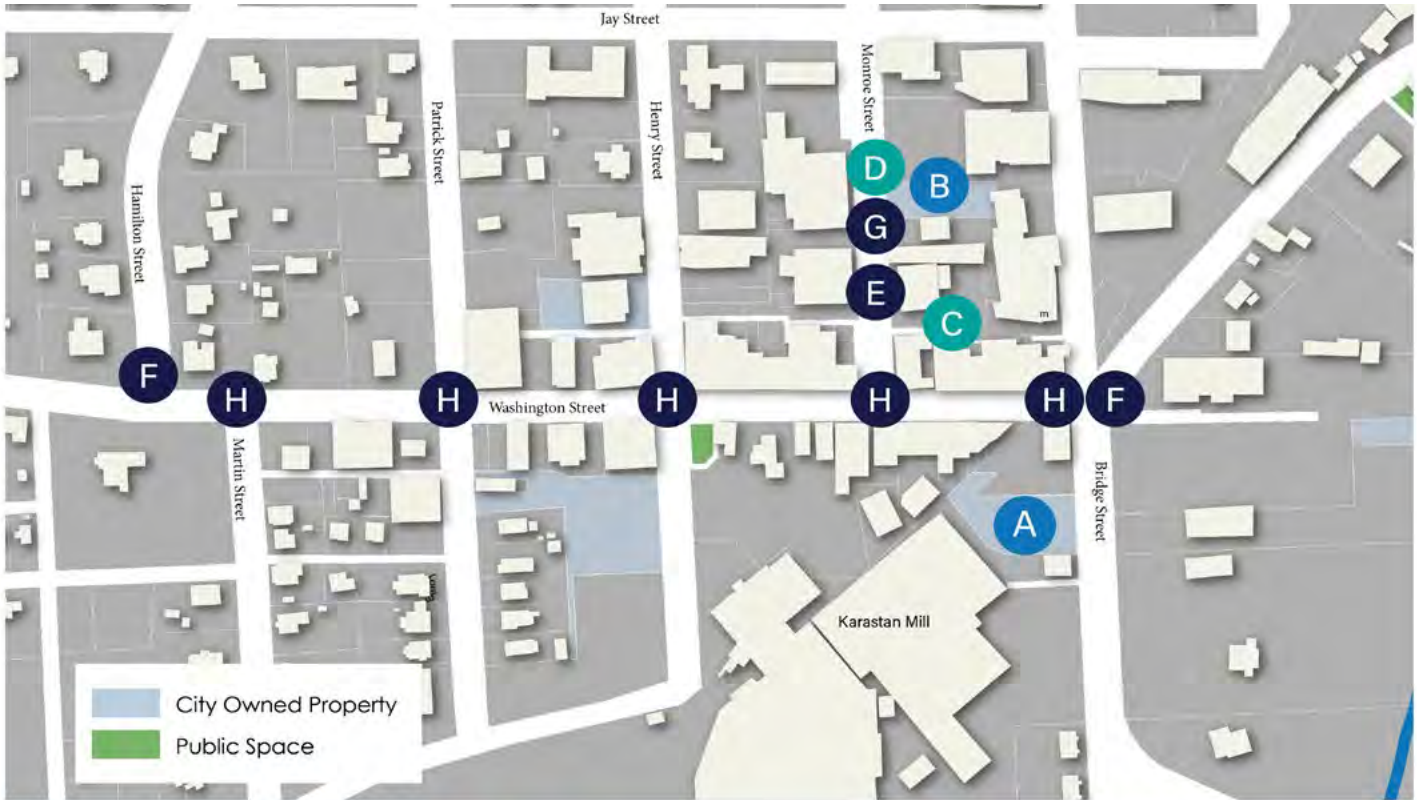 Jay Street
Monroe Street
Patrick Street
Henry Street
D
B
Hamilton Street
G
E
C
m
F
H
H
H
H
H
F
Washington Street
Martin Street
Bridge Street
A
Karastan Mill
City Owned Property
Public Space